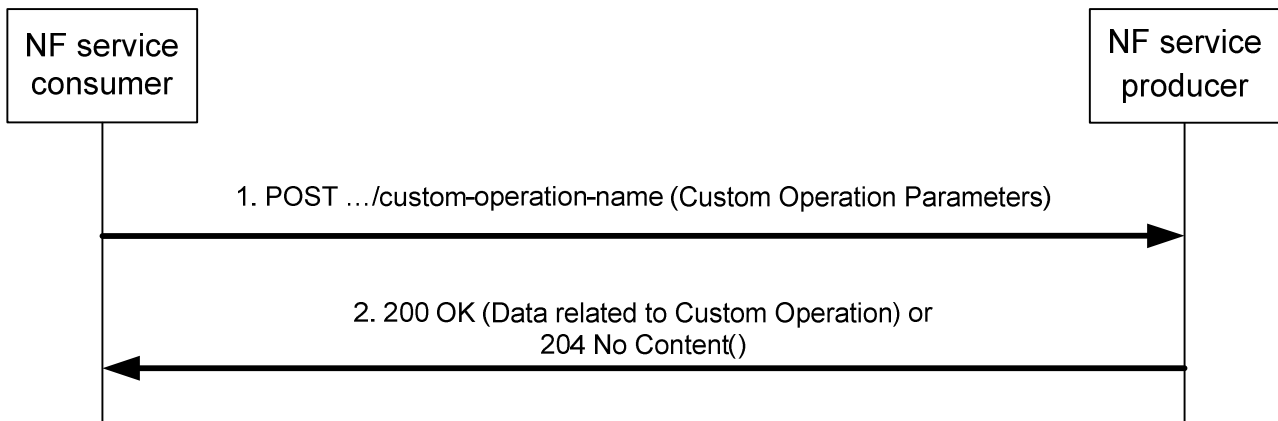 NF service
consumer
NF service
producer
1. POST …/custom-operation-name (Custom Operation Parameters)
2. 200 OK (Data related to Custom Operation) or
204 No Content()